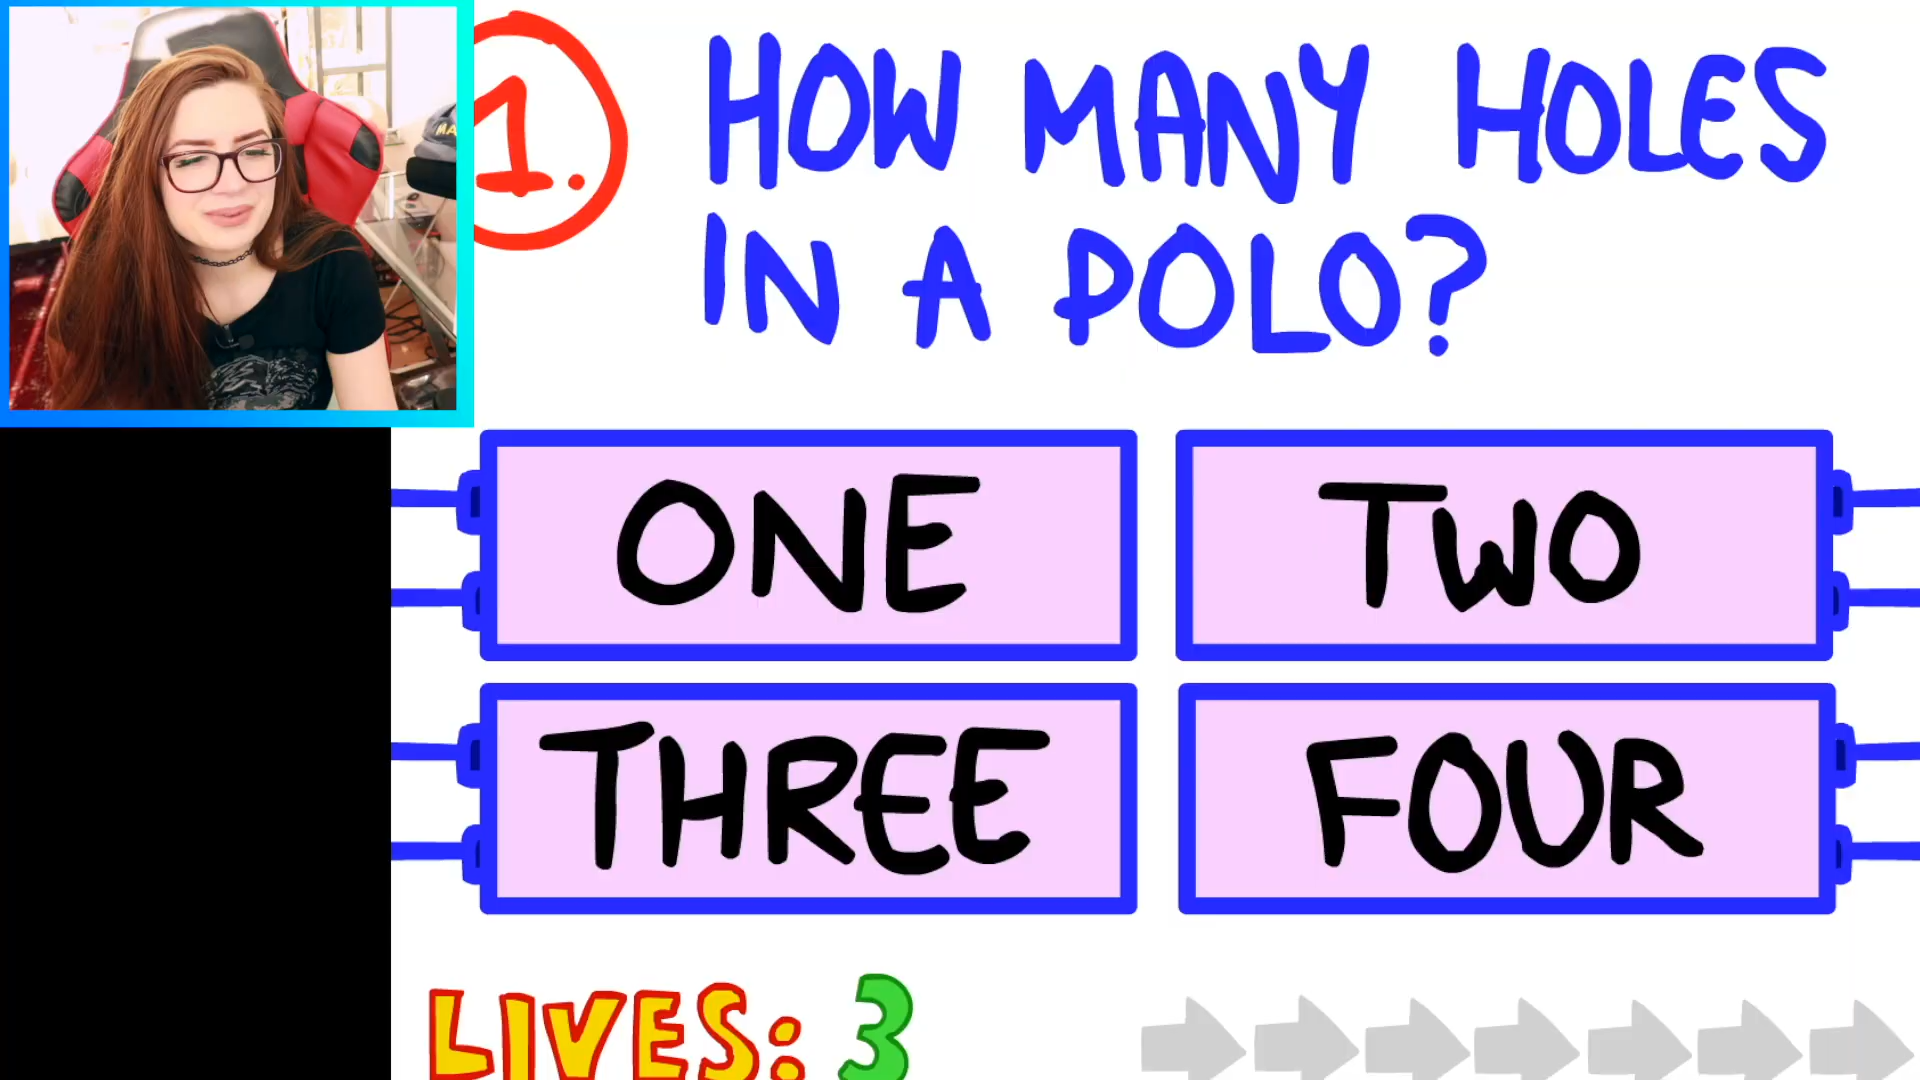 1. HOW MANY HOLES
IN A POLO?
ONE
TWO
THREE
FOUR
LIVES: 3